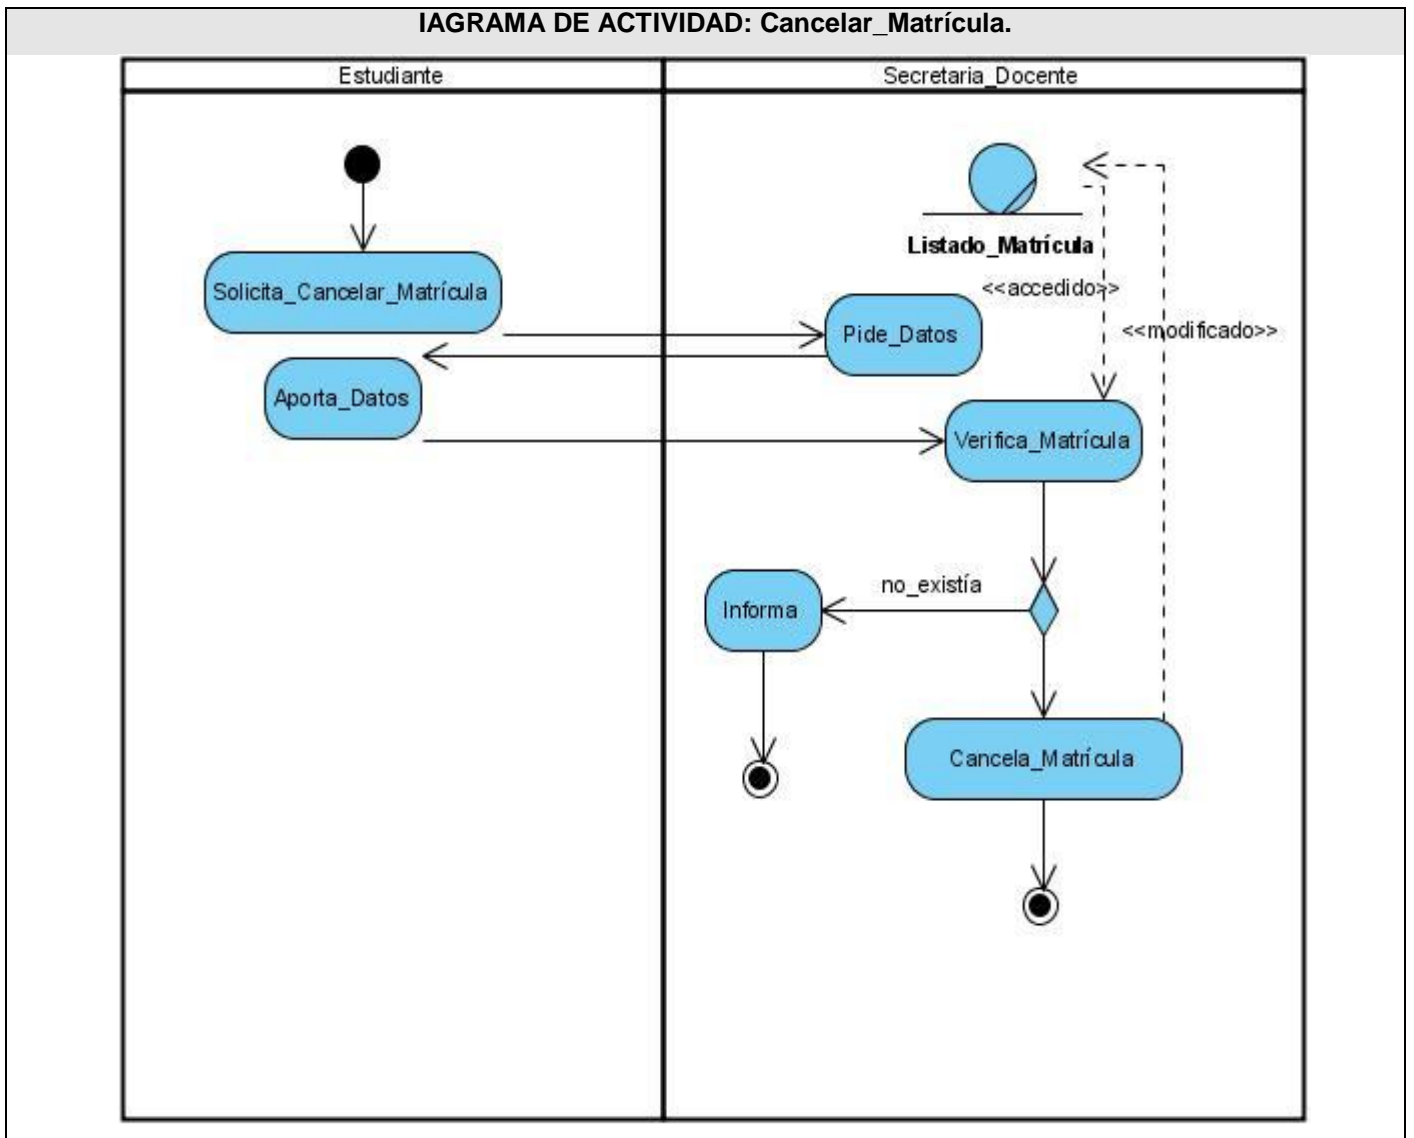 IAGRAMA DE ACTIVIDAD: Cancelar_Matrícula.
Estudiante
Secretaria_Docente
Listado_Matrícula
Solicita_Cancelar_Matrícula
<<accedido>>
Pide_Datos
<<modificado>>
Aporta_Datos
Verifica_Matrícula
no_existía
Informa
Cancela_Matrícula